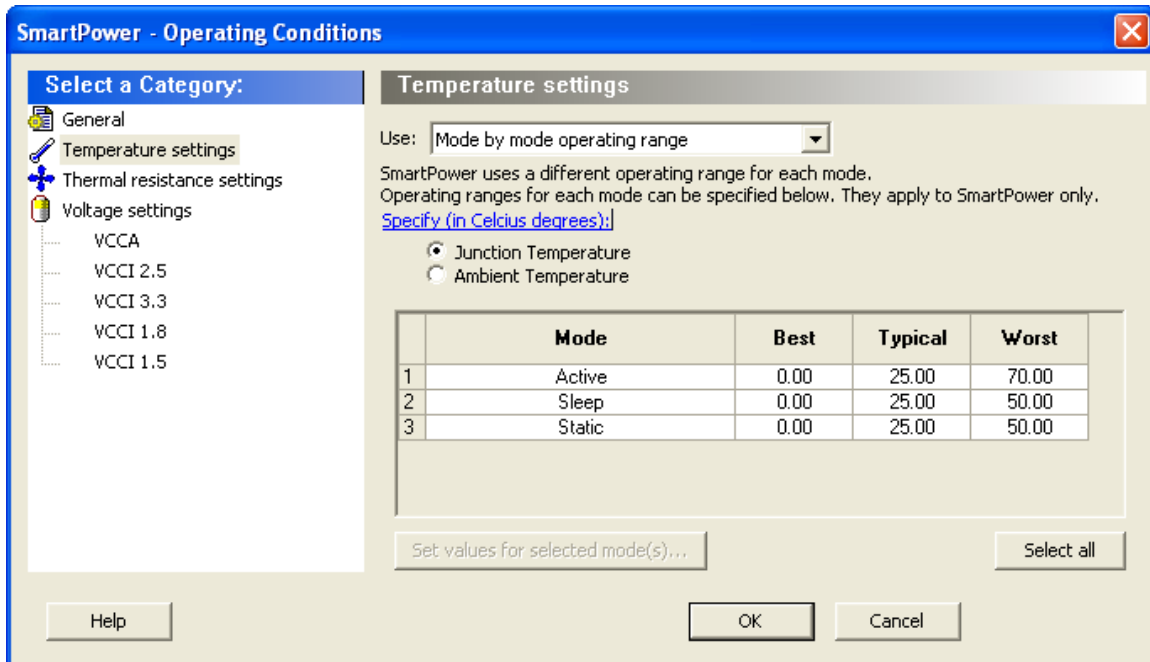 SmartPower - Operating Conditions
Select a Category:
General
Temperature settings
Thermal resistance settings
Voltage settings
VCCA
VCCI 2.5
VCCI 3.3
VCCI 1.8
VCCI 1.5
Temperature settings
Use: Mode by mode operating range
SmartPower uses a different operating range for each mode.
Operating ranges for each mode can be specified below. They apply to SmartPower only.
Specify (in Celcius degrees):
Junction Temperature
Ambient Temperature
Mode Best Typical Worst
1 Active 0.00 25.00 70.00
2 Sleep 0.00 25.00 50.00
3 Static 0.00 25.00 50.00
Set values for selected mode(s)... Select all
Help OK Cancel